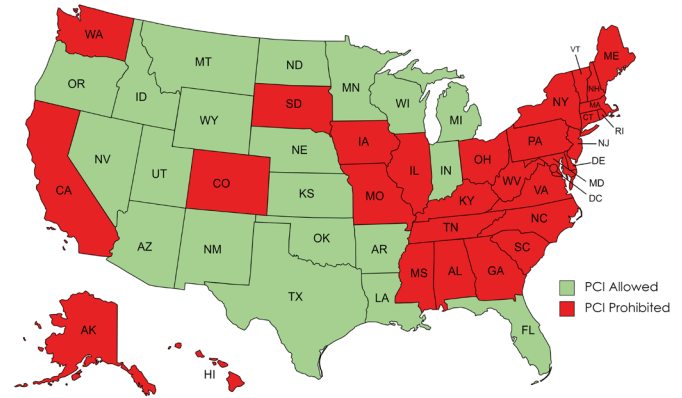 WA
MT
ND
OR
ID
MN
SD
WI
WY
MI
VT
ME
NH
NY
MA
CT
RI
IA
NE
PA
NJ
NV
UT
CO
IL
IN
OH
DE
CA
KS
MO
WV
VA
MD
DC
KY
NC
AZ
NM
OK
AR
TN
SC
MS
AL
GA
TX
LA
PCI Allowed
PCI Prohibited
AK
FL
HI